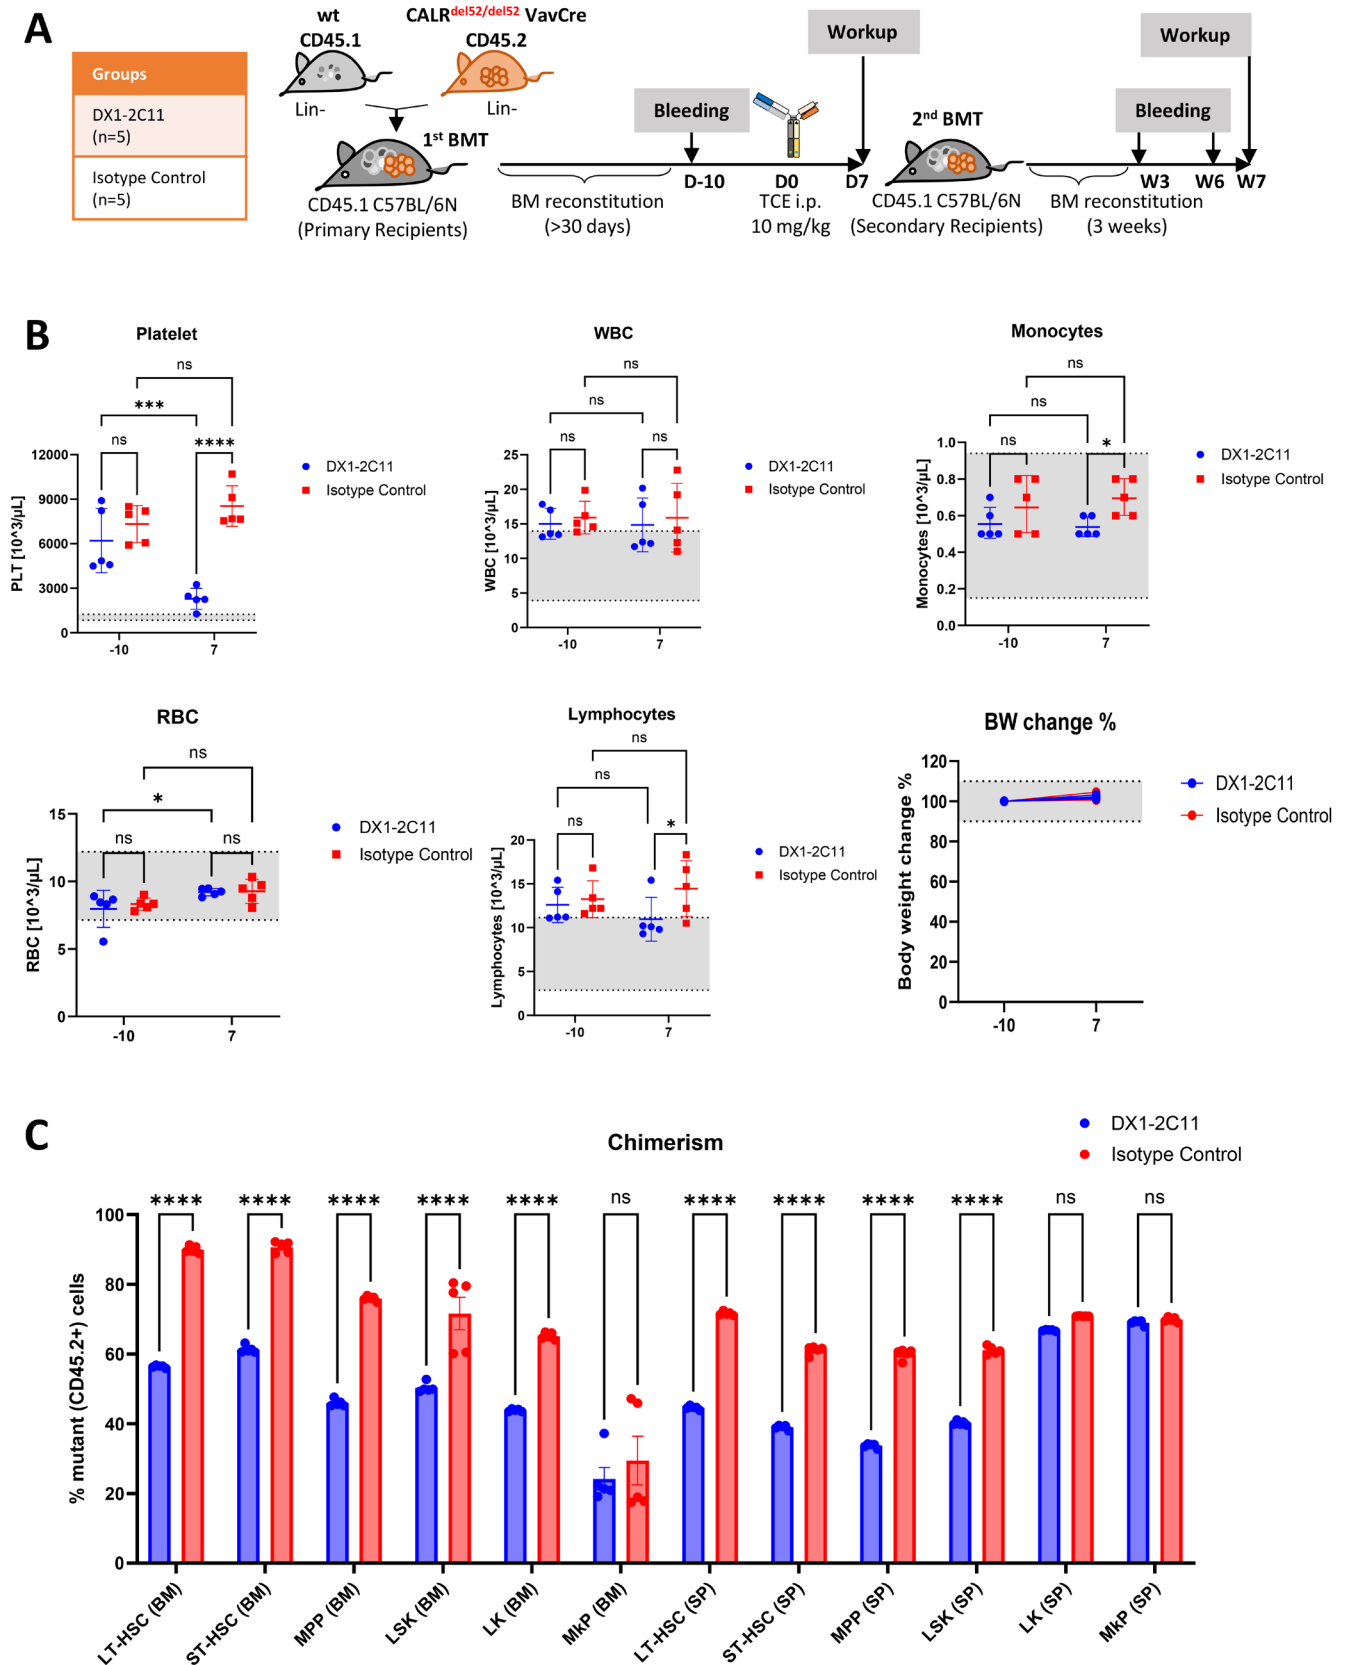 A
Groups
DX1-2C11
(n=5)
Isotype Control
(n=5)
wt
CD45.1
Lin-
CALRdel52/del52 VavCre
CD45.2
Lin-
1st BMT
CD45.1 C57BL/6N
(Primary Recipients)
BM reconstitution
(>30 days)
Bleeding
D-10
D0
TCE i.p.
10 mg/kg
Workup
D7
2nd BMT
CD45.1 C57BL/6N
(Secondary Recipients)
BM reconstitution
(3 weeks)
Bleeding
Workup
W3
W6
W7
B
Platelet
ns
***
ns
****
PLT [10^3/µL]
12000
9000
6000
3000
0
-10
7
DX1-2C11
Isotype Control
WBC
ns
ns
ns
ns
WBC [10^3/µL]
25
20
15
10
5
0
-10
7
DX1-2C11
Isotype Control
Monocytes
ns
ns
ns
*
Monocytes [10^3/µL]
1.0
0.8
0.6
0.4
0.2
0.0
-10
7
DX1-2C11
Isotype Control
RBC
ns
*
ns
ns
RBC [10^3/µL]
15
10
5
0
-10
7
DX1-2C11
Isotype Control
Lymphocytes
ns
ns
ns
*
Lymphocytes [10^3/µL]
20
15
10
5
0
-10
7
DX1-2C11
Isotype Control
BW change %
Body weight change %
120
100
80
60
40
20
0
-10
7
DX1-2C11
Isotype Control
C
Chimerism
DX1-2C11
Isotype Control
% mutant (CD45.2+) cells
100
80
60
40
20
0
****
****
****
****
****
ns
****
****
****
****
ns
ns
LT-HSC (BM)
ST-HSC (BM)
MPP (BM)
LSK (BM)
LK (BM)
MkP (BM)
LT-HSC (SP)
ST-HSC (SP)
MPP (SP)
LSK (SP)
LK (SP)
MkP (SP)